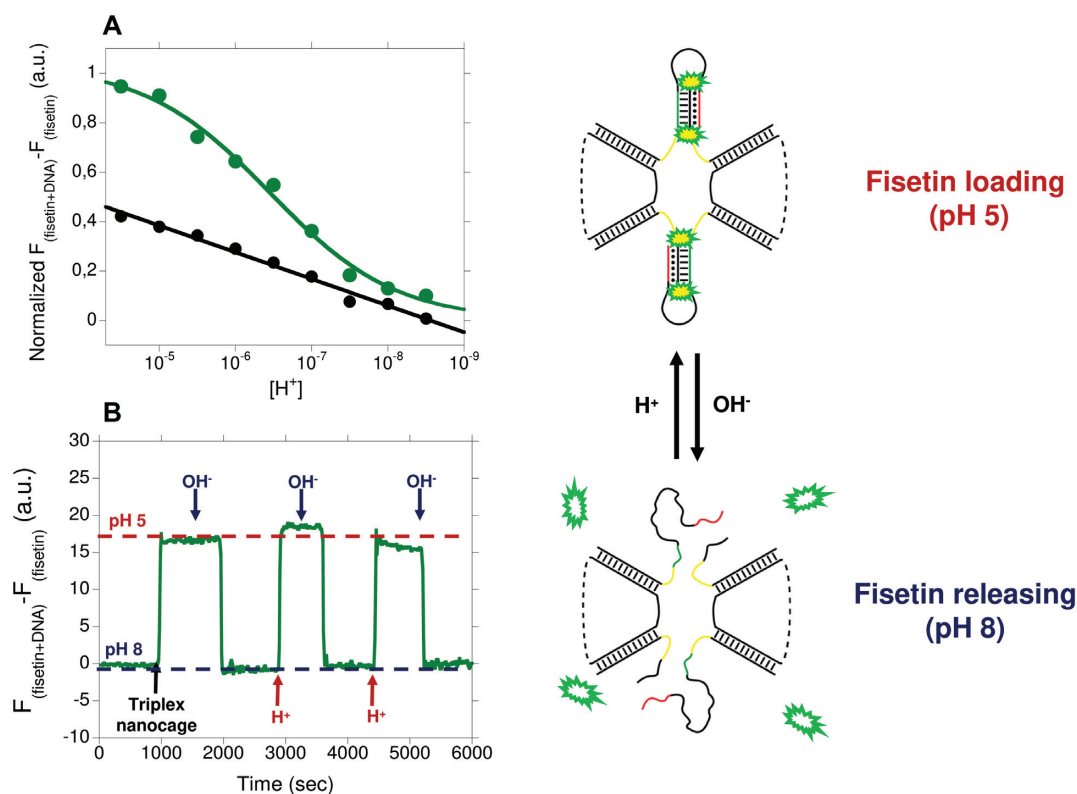 A
Normalized F(fisetin+DNA)-F(fisetin) (a.u.)
1
0,8
0,6
0,4
0,2
0
10-5
10-6
10-7
10-8
10-9
[H+]
B
F(fisetin+DNA)-F(fisetin) (a.u.)
30
25
20
15
10
5
0
-5
-10
OH-
OH-
OH-
pH 5
pH 8
Triplex
nanocage
H+
H+
0
1000
2000
3000
4000
5000
6000
Time (sec)
Fisetin loading
(pH 5)
H+
OH-
Fisetin releasing
(pH 8)